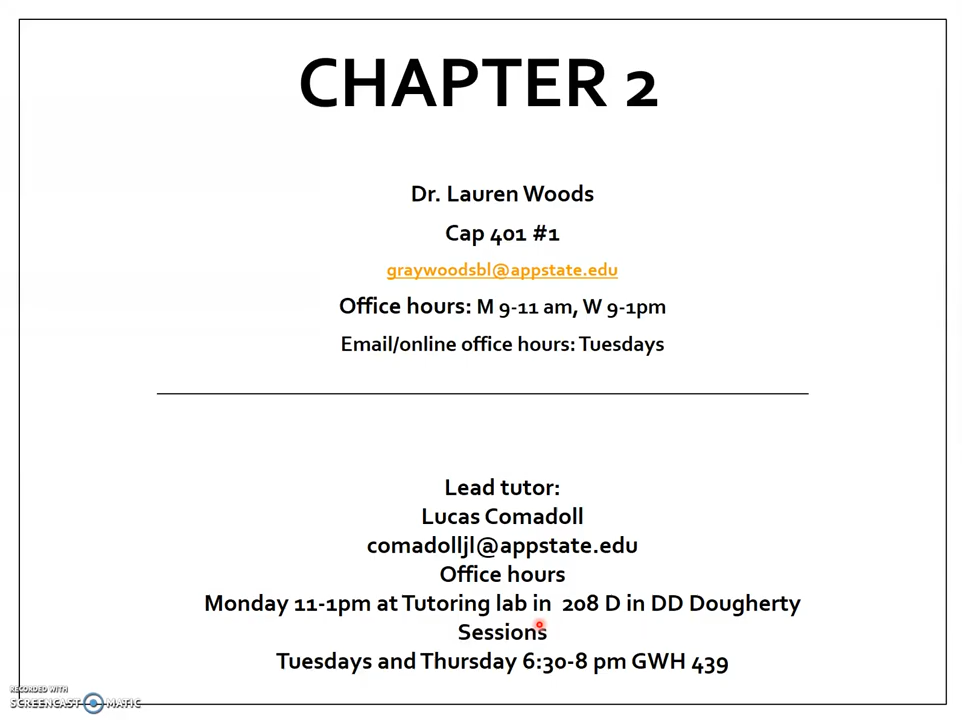 CHAPTER 2
Dr. Lauren Woods
Cap 401 #1
graywoodsbl@appstate.edu
Office hours: M 9-11 am, W 9-1pm
Email/online office hours: Tuesdays
Lead tutor:
Lucas Comadoll
comadolljl@appstate.edu
Office hours
Monday 11-1pm at Tutoring lab in 208 D in DD Dougherty
Sessions
Tuesdays and Thursday 6:30-8 pm GWH 439
RECORDED WITH
SCREENCAST MATIC